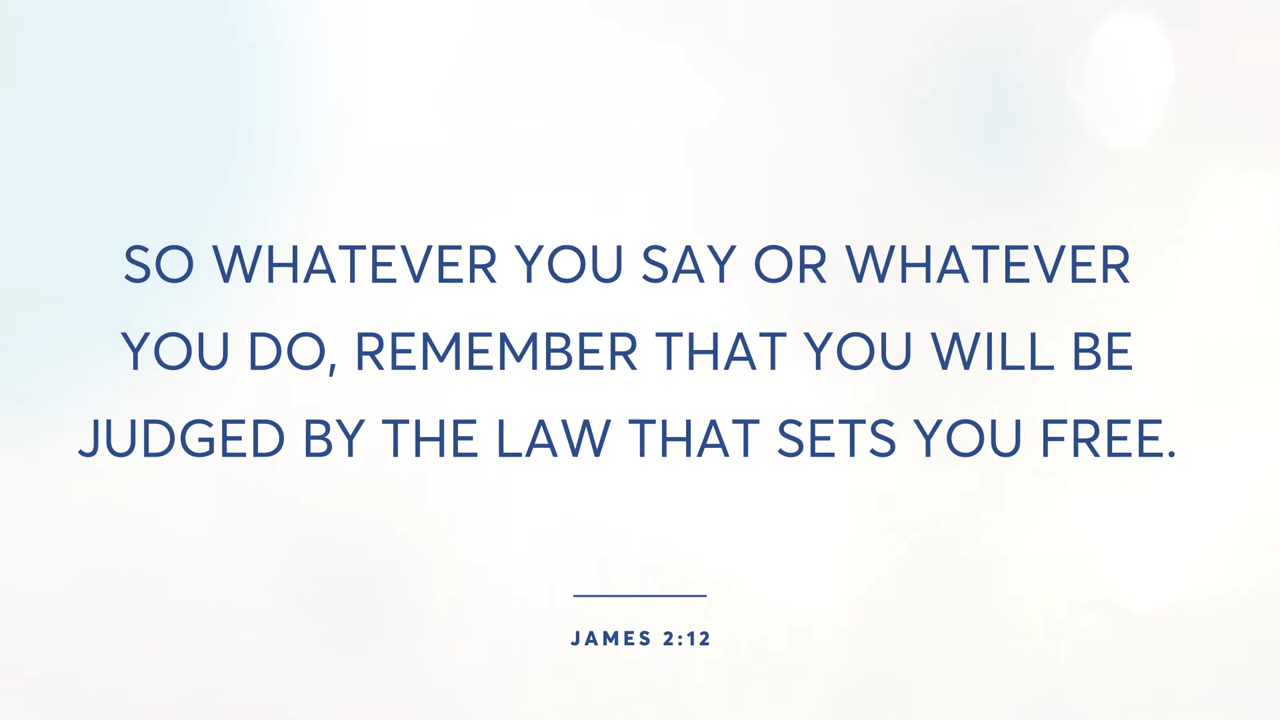 SO WHATEVER YOU SAY OR WHATEVER
YOU DO, REMEMBER THAT YOU WILL BE
JUDGED BY THE LAW THAT SETS YOU FREE.
JAMES 2:12